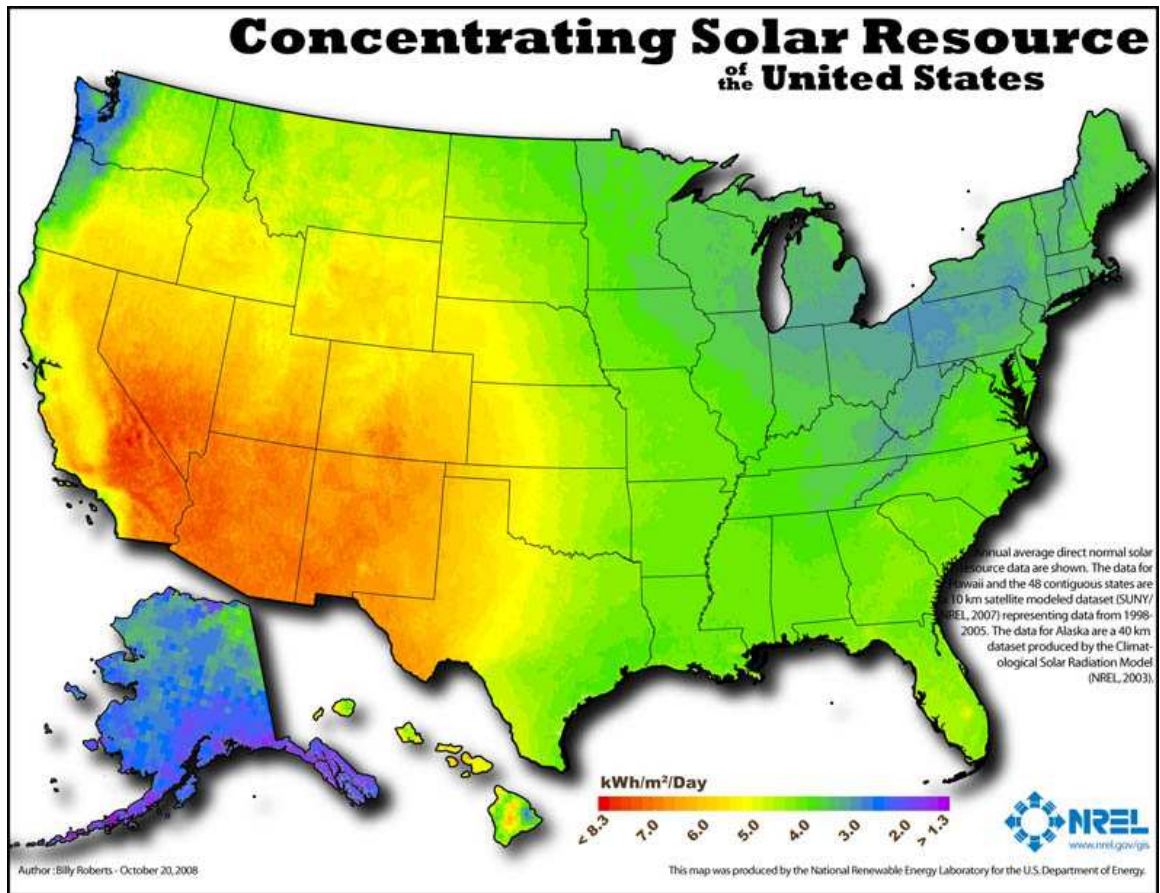 Concentrating Solar Resource
of the United States
nnual average direct normal solar
esource data are shown. The data for
awaii and the 48 contiguous states are
10 km satellite modeled dataset (SUNY/
REL, 2007) representing data from 1998-
2005. The data for Alaska are a 40 km
dataset produced by the Climat-
ological Solar Radiation Model
(NREL, 2003).
kWh/m²/Day
< 8.3 7.0 6.0 5.0 4.0 3.0 2.0 > 1.3
NREL
www.nrel.gov/gis
Author : Billy Roberts - October 20, 2008
This map was produced by the National Renewable Energy Laboratory for the U.S. Department of Energy.